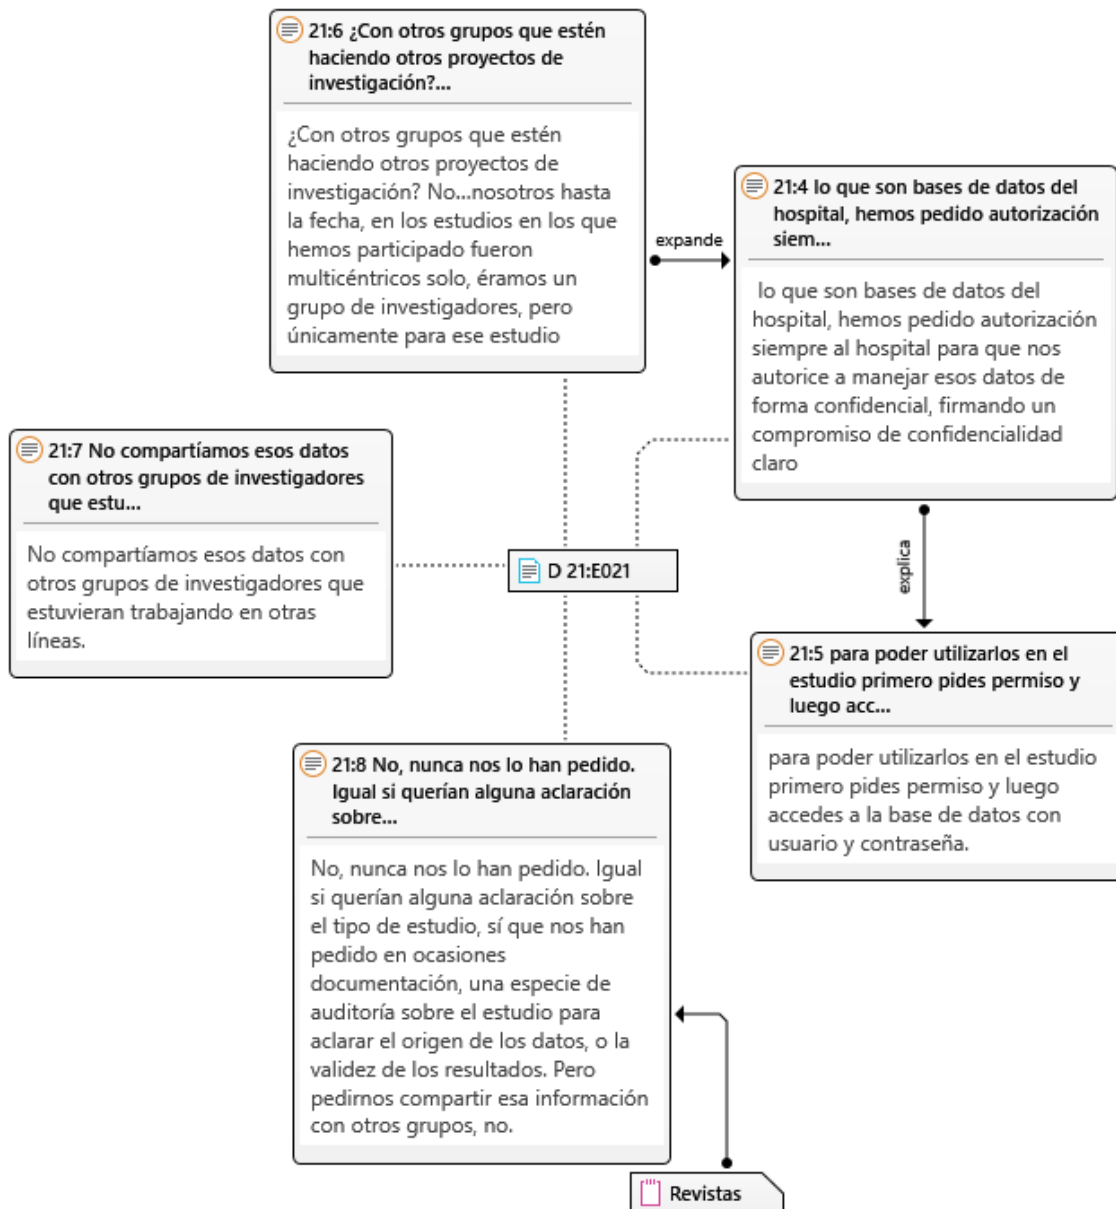 21:6 ¿Con otros grupos que estén
haciendo otros proyectos de
investigación?...
¿Con otros grupos que estén
haciendo otros proyectos de
investigación? No...nosotros hasta
la fecha, en los estudios en los que
hemos participado fueron
multicéntricos solo, éramos un
grupo de investigadores, pero
únicamente para ese estudio
expande
21:4 lo que son bases de datos del
hospital, hemos pedido autorización
siem...
lo que son bases de datos del
hospital, hemos pedido autorización
siempre al hospital para que nos
autorice a manejar esos datos de
forma confidencial, firmando un
compromiso de confidencialidad
claro
21:7 No compartíamos esos datos
con otros grupos de investigadores
que estu...
No compartíamos esos datos con
otros grupos de investigadores que
estuvieran trabajando en otras
líneas.
D 21:E021
explica
21:5 para poder utilizarlos en el
estudio primero pides permiso y
luego acc...
para poder utilizarlos en el estudio
primero pides permiso y luego
accedes a la base de datos con
usuario y contraseña.
21:8 No, nunca nos lo han pedido.
Igual si querían alguna aclaración
sobre...
No, nunca nos lo han pedido. Igual
si querían alguna aclaración sobre
el tipo de estudio, sí que nos han
pedido en ocasiones
documentación, una especie de
auditoría sobre el estudio para
aclarar el origen de los datos, o la
validez de los resultados. Pero
pedirnos compartir esa información
con otros grupos, no.
Revistas